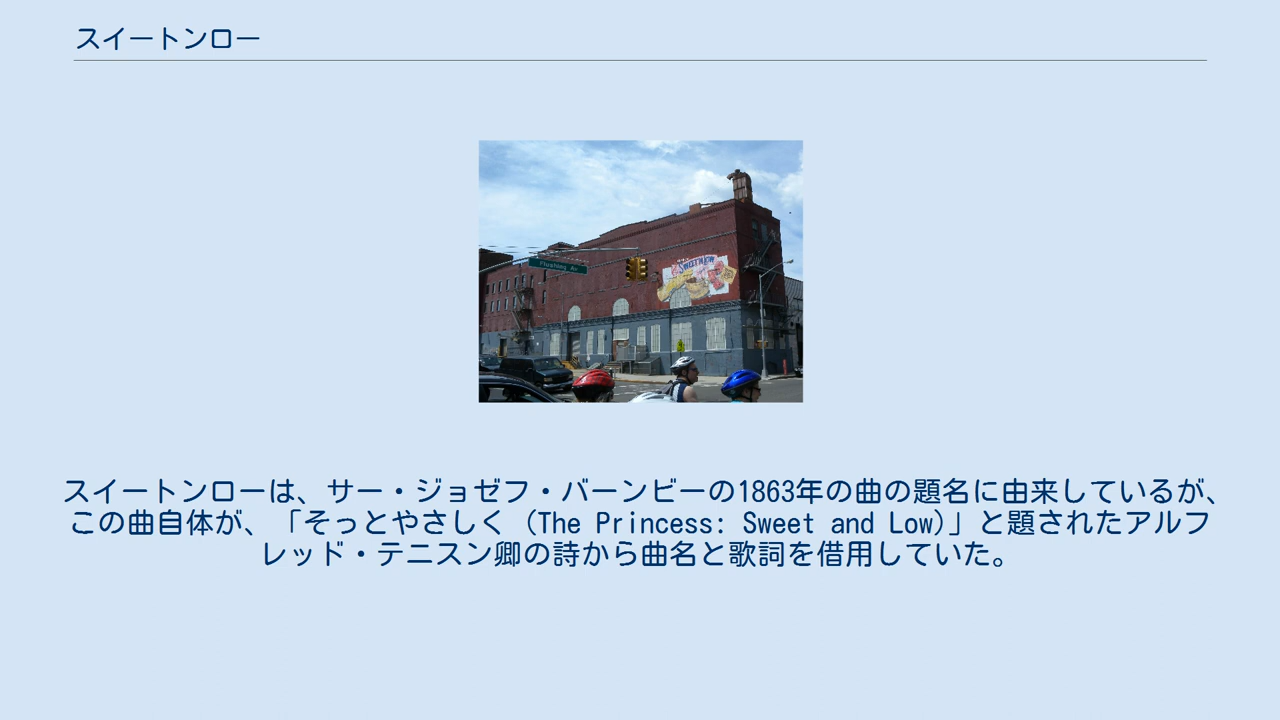 スイートンロー
Flushing Av
SWEET'N LOW
スイートンローは、サー・ジョゼフ・バーンビーの1863年の曲の題名に由来しているが、
この曲自体が、「そっとやさしく（The Princess: Sweet and Low)」と題されたアルフ
レッド・テニスン卿の詩から曲名と歌詞を借用していた。